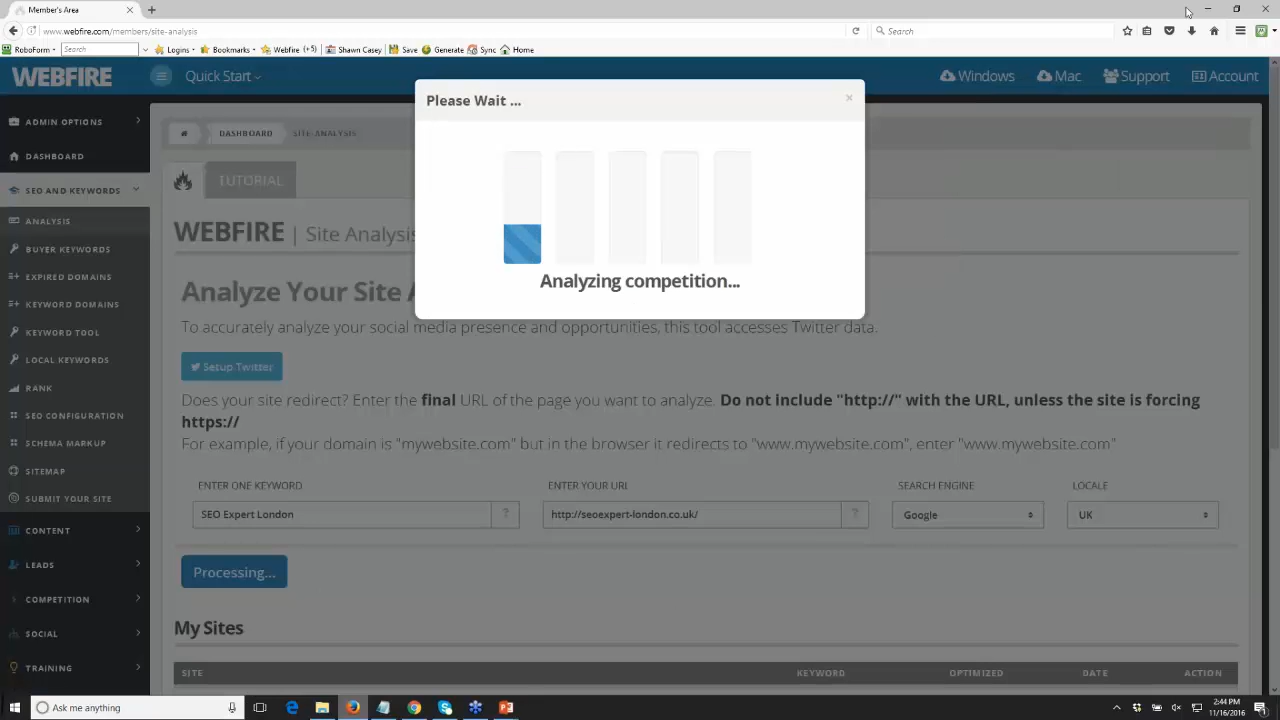 Member's Area
www.webfire.com/members/site-analysis
Search
RoboForm
Search
Logins
Bookmarks
Webfire (+5)
Shawn Casey
Save
Generate
Sync
Home
WEBFIRE
Quick Start
Windows
Mac
Support
Account
Please Wait ...
Analyzing competition...
ADMIN OPTIONS
DASHBOARD
SEO AND KEYWORDS
ANALYSIS
BUYER KEYWORDS
EXPIRED DOMAINS
KEYWORD DOMAINS
KEYWORD TOOL
LOCAL KEYWORDS
RANK
SEO CONFIGURATION
SCHEMA MARKUP
SITEMAP
SUBMIT YOUR SITE
CONTENT
LEADS
COMPETITION
SOCIAL
TRAINING
DASHBOARD
SITE-ANALYSIS
TUTORIAL
WEBFIRE | Site Analysis
Analyze Your Site
To accurately analyze your social media presence and opportunities, this tool accesses Twitter data.
Setup Twitter
Does your site redirect? Enter the final URL of the page you want to analyze. Do not include "http://" with the URL, unless the site is forcing
https://
For example, if your domain is "mywebsite.com" but in the browser it redirects to "www.mywebsite.com", enter "www.mywebsite.com"
ENTER ONE KEYWORD
ENTER YOUR URL
SEARCH ENGINE
LOCALE
SEO Expert London
?
http://seoexpert-london.co.uk/
?
Google
UK
Processing...
My Sites
SITE
KEYWORD
OPTIMIZED
DATE
ACTION
Ask me anything
2:44 PM
11/16/2016